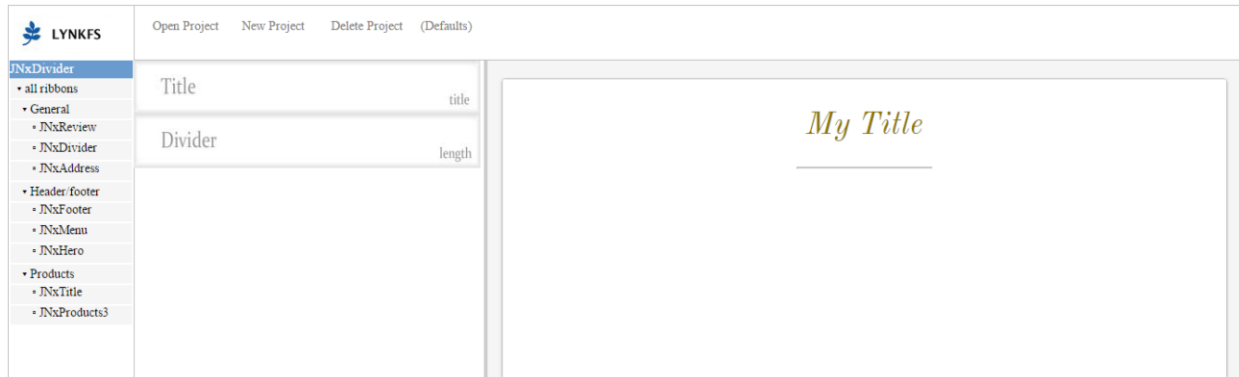 LYNKFS
Open Project New Project Delete Project (Defaults)
JNxDivider
all ribbons
General
JNxReview
JNxDivider
JNxAddress
Header/footer
JNxFooter
JNxMenu
JNxHero
Products
JNxTitle
JNxProducts3
Title
title
Divider
length
My Title